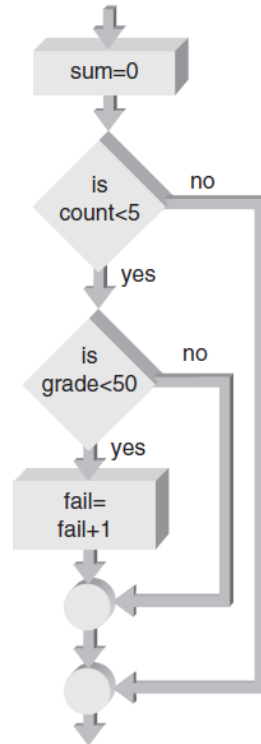 sum=0
is
count<5
no
yes
is
grade<50
no
yes
fail=
fail+1